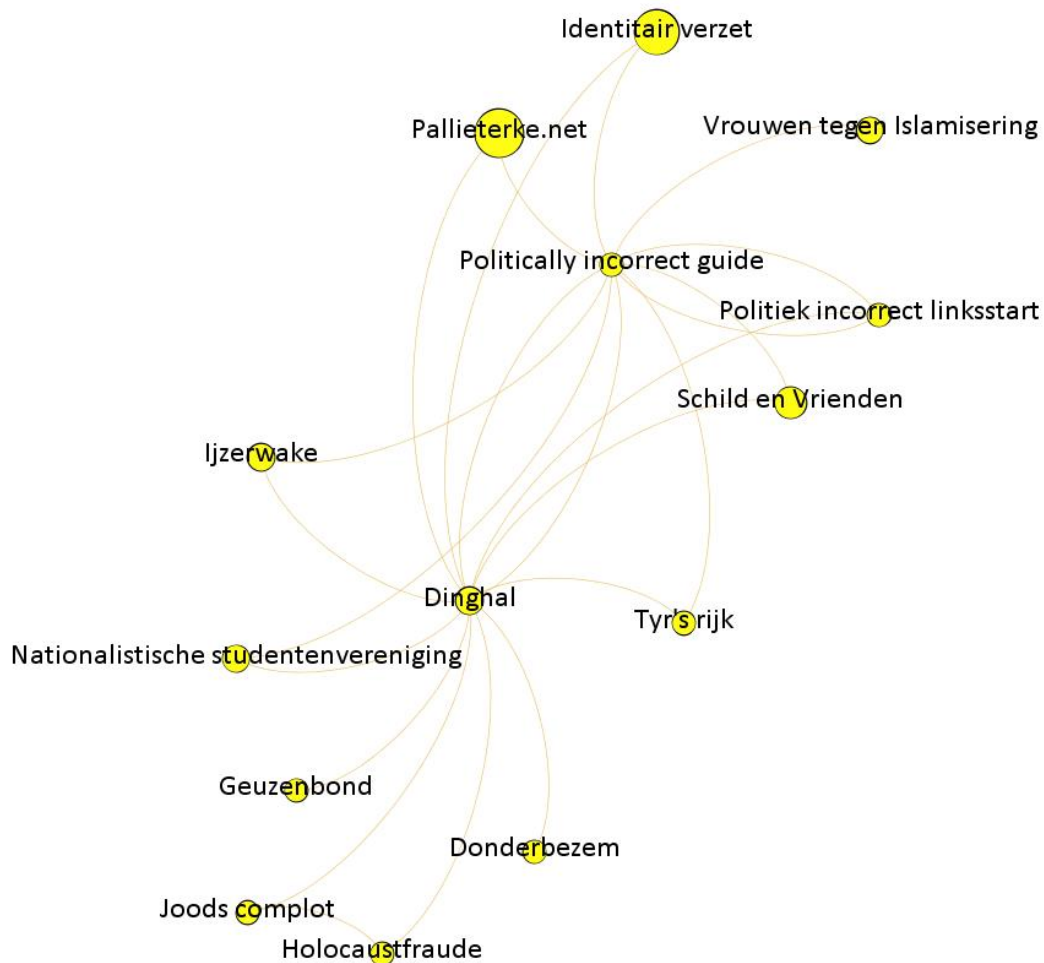 Identitair verzet
Vrouwen tegen Islamisering
Pallieterke.net
Politically incorrect guide
Politiek incorrect linksstart
Schild en Vrienden
Ijzerwake
Dinghal
Tyr's rijk
Nationalistische studentenvereniging
Geuzenbond
Donderbezem
Joods complot
Holocaustfraude